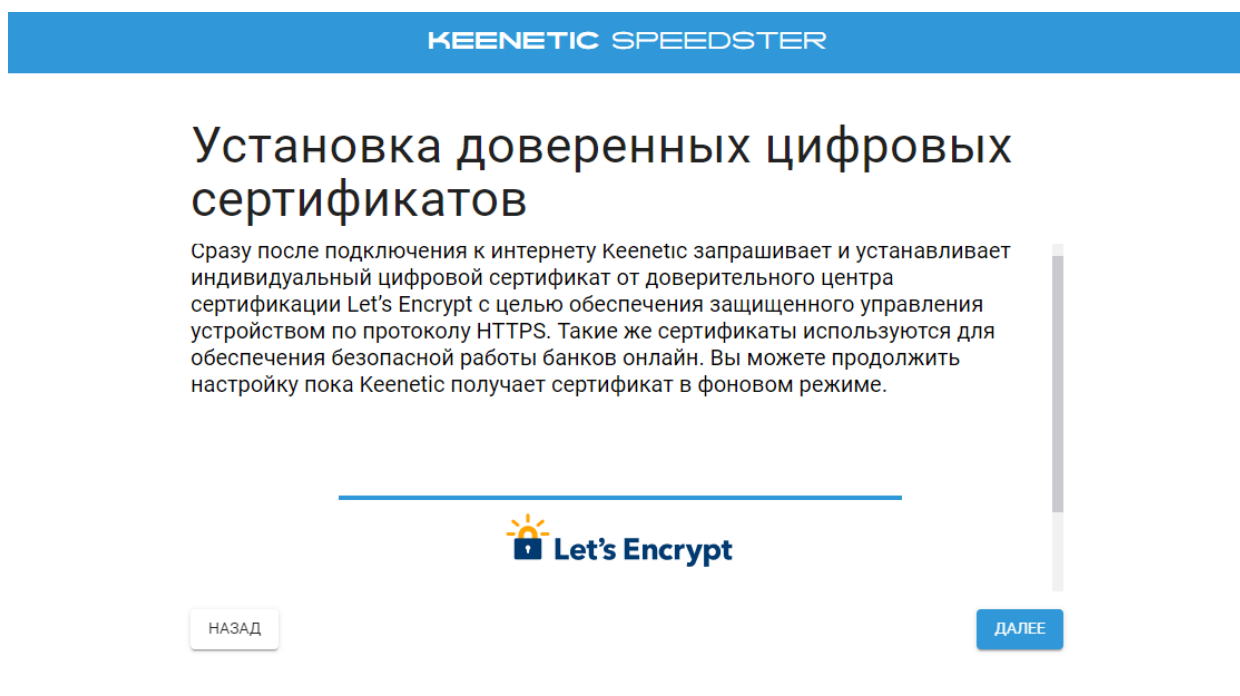 KEENETIC SPEEDSTER
Установка доверенных цифровых
сертификатов
Сразу после подключения к интернету Keenetic запрашивает и устанавливает
индивидуальный цифровой сертификат от доверительного центра
сертификации Let’s Encrypt с целью обеспечения защищенного управления
устройством по протоколу HTTPS. Такие же сертификаты используются для
обеспечения безопасной работы банков онлайн. Вы можете продолжить
настройку пока Keenetic получает сертификат в фоновом режиме.
Let’s Encrypt
НАЗАД
ДАЛЕЕ